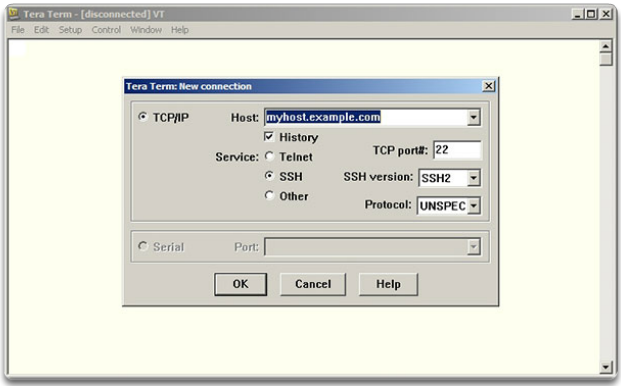 Tera Term - [disconnected] VT
File Edit Setup Control Window Help
Tera Term: New connection
TCP/IP Host: myhost.example.com
History
Service: Telnet TCP port#: 22
SSH SSH version: SSH2
Other Protocol: UNSPEC
Serial Port:
OK Cancel Help